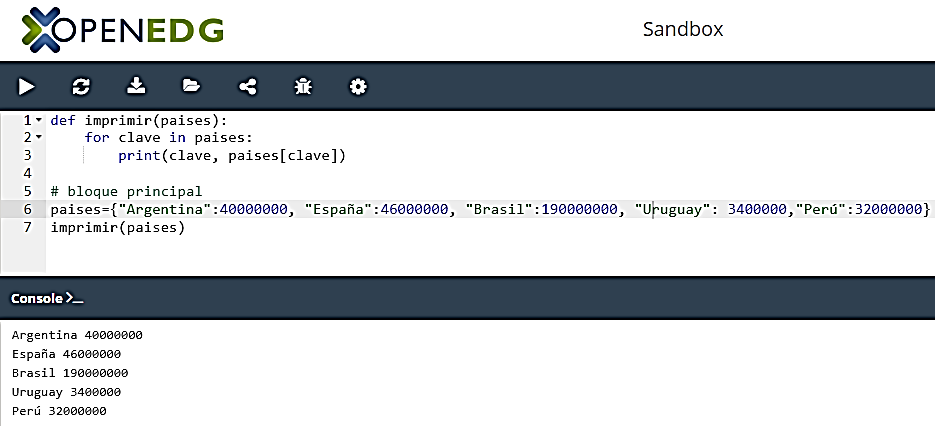 OPENEDG
Sandbox
1 def imprimir(paises):
2     for clave in paises:
3         print(clave, paises[clave])
4
5 # bloque principal
6 paises={"Argentina":40000000, "España":46000000, "Brasil":190000000, "Uruguay": 3400000,"Perú":32000000}
7 imprimir(paises)
Console >_
Argentina 40000000
España 46000000
Brasil 190000000
Uruguay 3400000
Perú 32000000